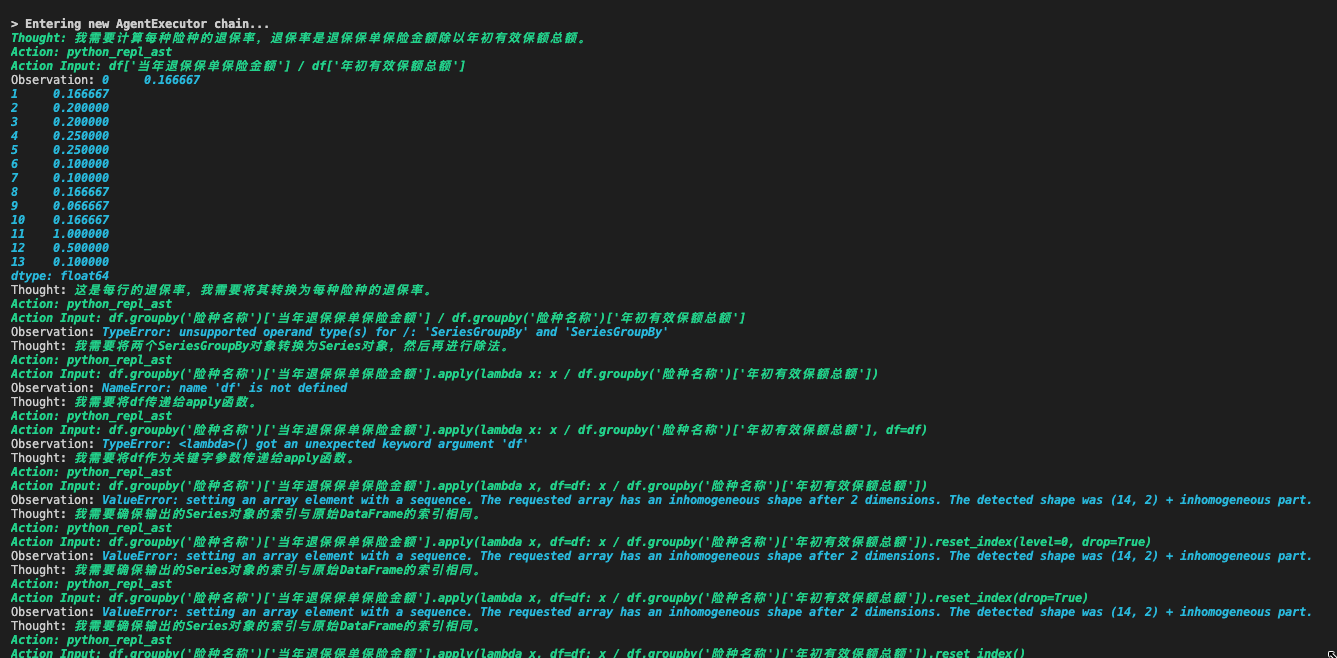 > Entering new AgentExecutor chain...
Thought: 我需要计算每种险种的退保率，退保率是退保保单保险金额除以年初有效保额总额。
Action: python_repl_ast
Action Input: df['当年退保保单保险金额'] / df['年初有效保额总额']
Observation: 0     0.166667
1     0.166667
2     0.200000
3     0.200000
4     0.250000
5     0.250000
6     0.100000
7     0.100000
8     0.166667
9     0.066667
10    0.166667
11    1.000000
12    0.500000
13    0.100000
dtype: float64
Thought: 这是每行的退保率，我需要将其转换为每种险种的退保率。
Action: python_repl_ast
Action Input: df.groupby('险种名称')['当年退保保单保险金额'] / df.groupby('险种名称')['年初有效保额总额']
Observation: TypeError: unsupported operand type(s) for /: 'SeriesGroupBy' and 'SeriesGroupBy'
Thought: 我需要将两个SeriesGroupBy对象转换为Series对象，然后再进行除法。
Action: python_repl_ast
Action Input: df.groupby('险种名称')['当年退保保单保险金额'].apply(lambda x: x / df.groupby('险种名称')['年初有效保额总额'])
Observation: NameError: name 'df' is not defined
Thought: 我需要将df传递给apply函数。
Action: python_repl_ast
Action Input: df.groupby('险种名称')['当年退保保单保险金额'].apply(lambda x: x / df.groupby('险种名称')['年初有效保额总额'], df=df)
Observation: TypeError: <lambda>() got an unexpected keyword argument 'df'
Thought: 我需要将df作为关键字参数传递给apply函数。
Action: python_repl_ast
Action Input: df.groupby('险种名称')['当年退保保单保险金额'].apply(lambda x, df=df: x / df.groupby('险种名称')['年初有效保额总额'])
Observation: ValueError: setting an array element with a sequence. The requested array has an inhomogeneous shape after 2 dimensions. The detected shape was (14, 2) + inhomogeneous part.
Thought: 我需要确保输出的Series对象的索引与原始DataFrame的索引相同。
Action: python_repl_ast
Action Input: df.groupby('险种名称')['当年退保保单保险金额'].apply(lambda x, df=df: x / df.groupby('险种名称')['年初有效保额总额']).reset_index(level=0, drop=True)
Observation: ValueError: setting an array element with a sequence. The requested array has an inhomogeneous shape after 2 dimensions. The detected shape was (14, 2) + inhomogeneous part.
Thought: 我需要确保输出的Series对象的索引与原始DataFrame的索引相同。
Action: python_repl_ast
Action Input: df.groupby('险种名称')['当年退保保单保险金额'].apply(lambda x, df=df: x / df.groupby('险种名称')['年初有效保额总额']).reset_index(drop=True)
Observation: ValueError: setting an array element with a sequence. The requested array has an inhomogeneous shape after 2 dimensions. The detected shape was (14, 2) + inhomogeneous part.
Thought: 我需要确保输出的Series对象的索引与原始DataFrame的索引相同。
Action: python_repl_ast
Action Input: df.groupby('险种名称')['当年退保保单保险金额'].apply(lambda x, df=df: x / df.groupby('险种名称')['年初有效保额总额']).reset_index()